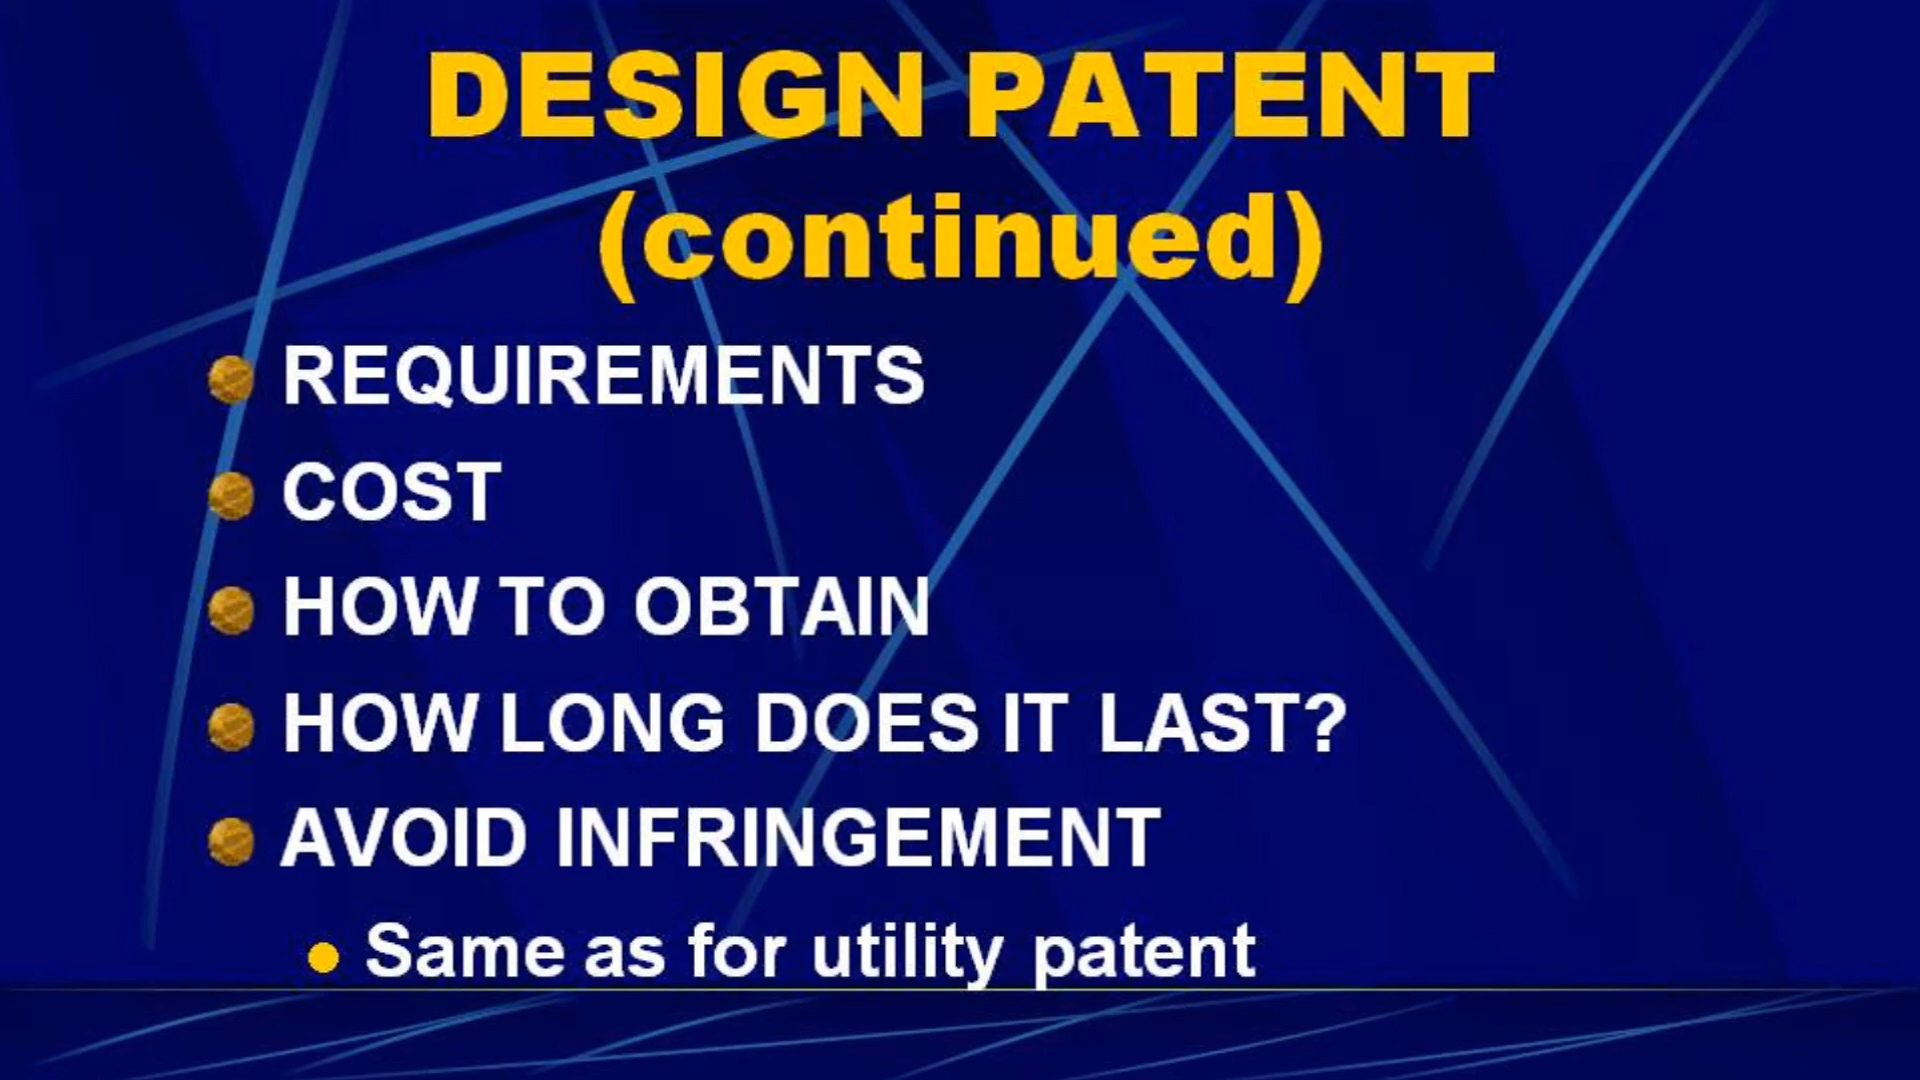 DESIGN PATENT
(continued)
REQUIREMENTS
COST
HOW TO OBTAIN
HOW LONG DOES IT LAST?
AVOID INFRINGEMENT
Same as for utility patent